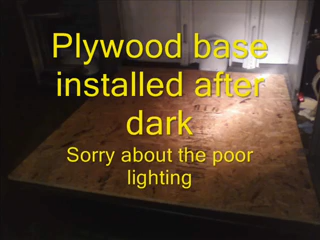 Plywood base
installed after
dark
Sorry about the poor
lighting